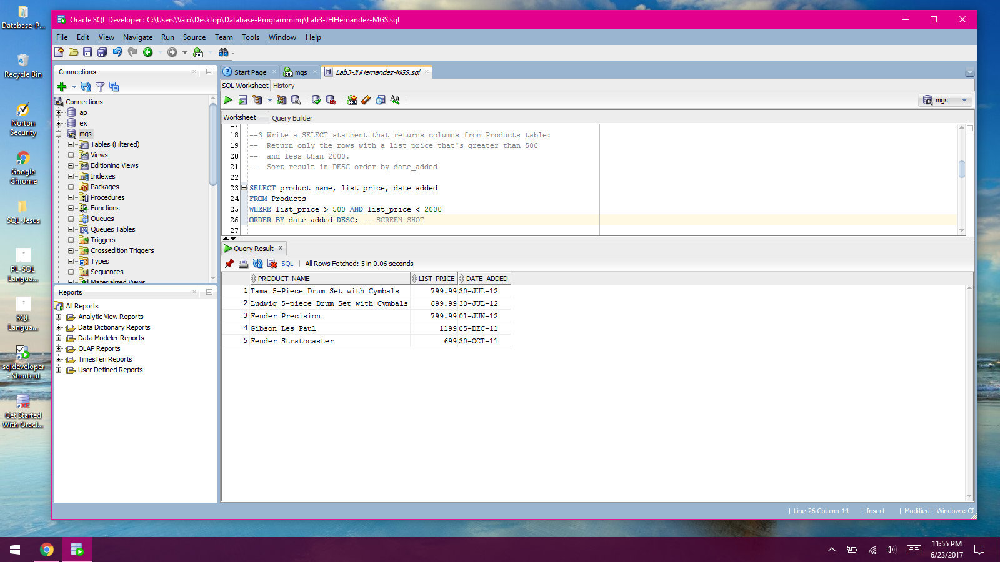 Database-P...
Recycle Bin
Norton
Security
Google
Chrome
SQL-Jesus
PL-SQL
Langua...
SQL
Langua...
sqldeveloper
- Shortcut
Get Started
With Oracl...
Oracle SQL Developer : C:\Users\Vaio\Desktop\Database-Programming\Lab3-JHHernandez-MGS.sql
File Edit View Navigate Run Source Team Tools Window Help
Connections
Connections
ap
ex
mgs
Tables (Filtered)
Views
Editioning Views
Indexes
Packages
Procedures
Functions
Queues
Queues Tables
Triggers
Crossedition Triggers
Types
Sequences
Materialized Views
Reports
All Reports
Analytic View Reports
Data Dictionary Reports
Data Modeler Reports
OLAP Reports
TimesTen Reports
User Defined Reports
Start Page mgs Lab3-JHHernandez-MGS.sql
SQL Worksheet History
mgs
Worksheet Query Builder
17
18 --3 Write a SELECT statment that returns columns from Products table:
19 -- Return only the rows with a list price that's greater than 500
20 -- and less than 2000.
21 -- Sort result in DESC order by date_added
22
23 SELECT product_name, list_price, date_added
24 FROM Products
25 WHERE list_price > 500 AND list_price < 2000
26 ORDER BY date_added DESC; -- SCREEN SHOT
27
Query Result x
SQL | All Rows Fetched: 5 in 0.06 seconds
PRODUCT_NAME LIST_PRICE DATE_ADDED
1 Tama 5-Piece Drum Set with Cymbals 799.99 30-JUL-12
2 Ludwig 5-piece Drum Set with Cymbals 699.99 30-JUL-12
3 Fender Precision 799.99 01-JUN-12
4 Gibson Les Paul 1199 05-DEC-11
5 Fender Stratocaster 699 30-OCT-11
| Line 26 Column 14 | Insert | Modified | Windows: CF
11:55 PM
6/23/2017